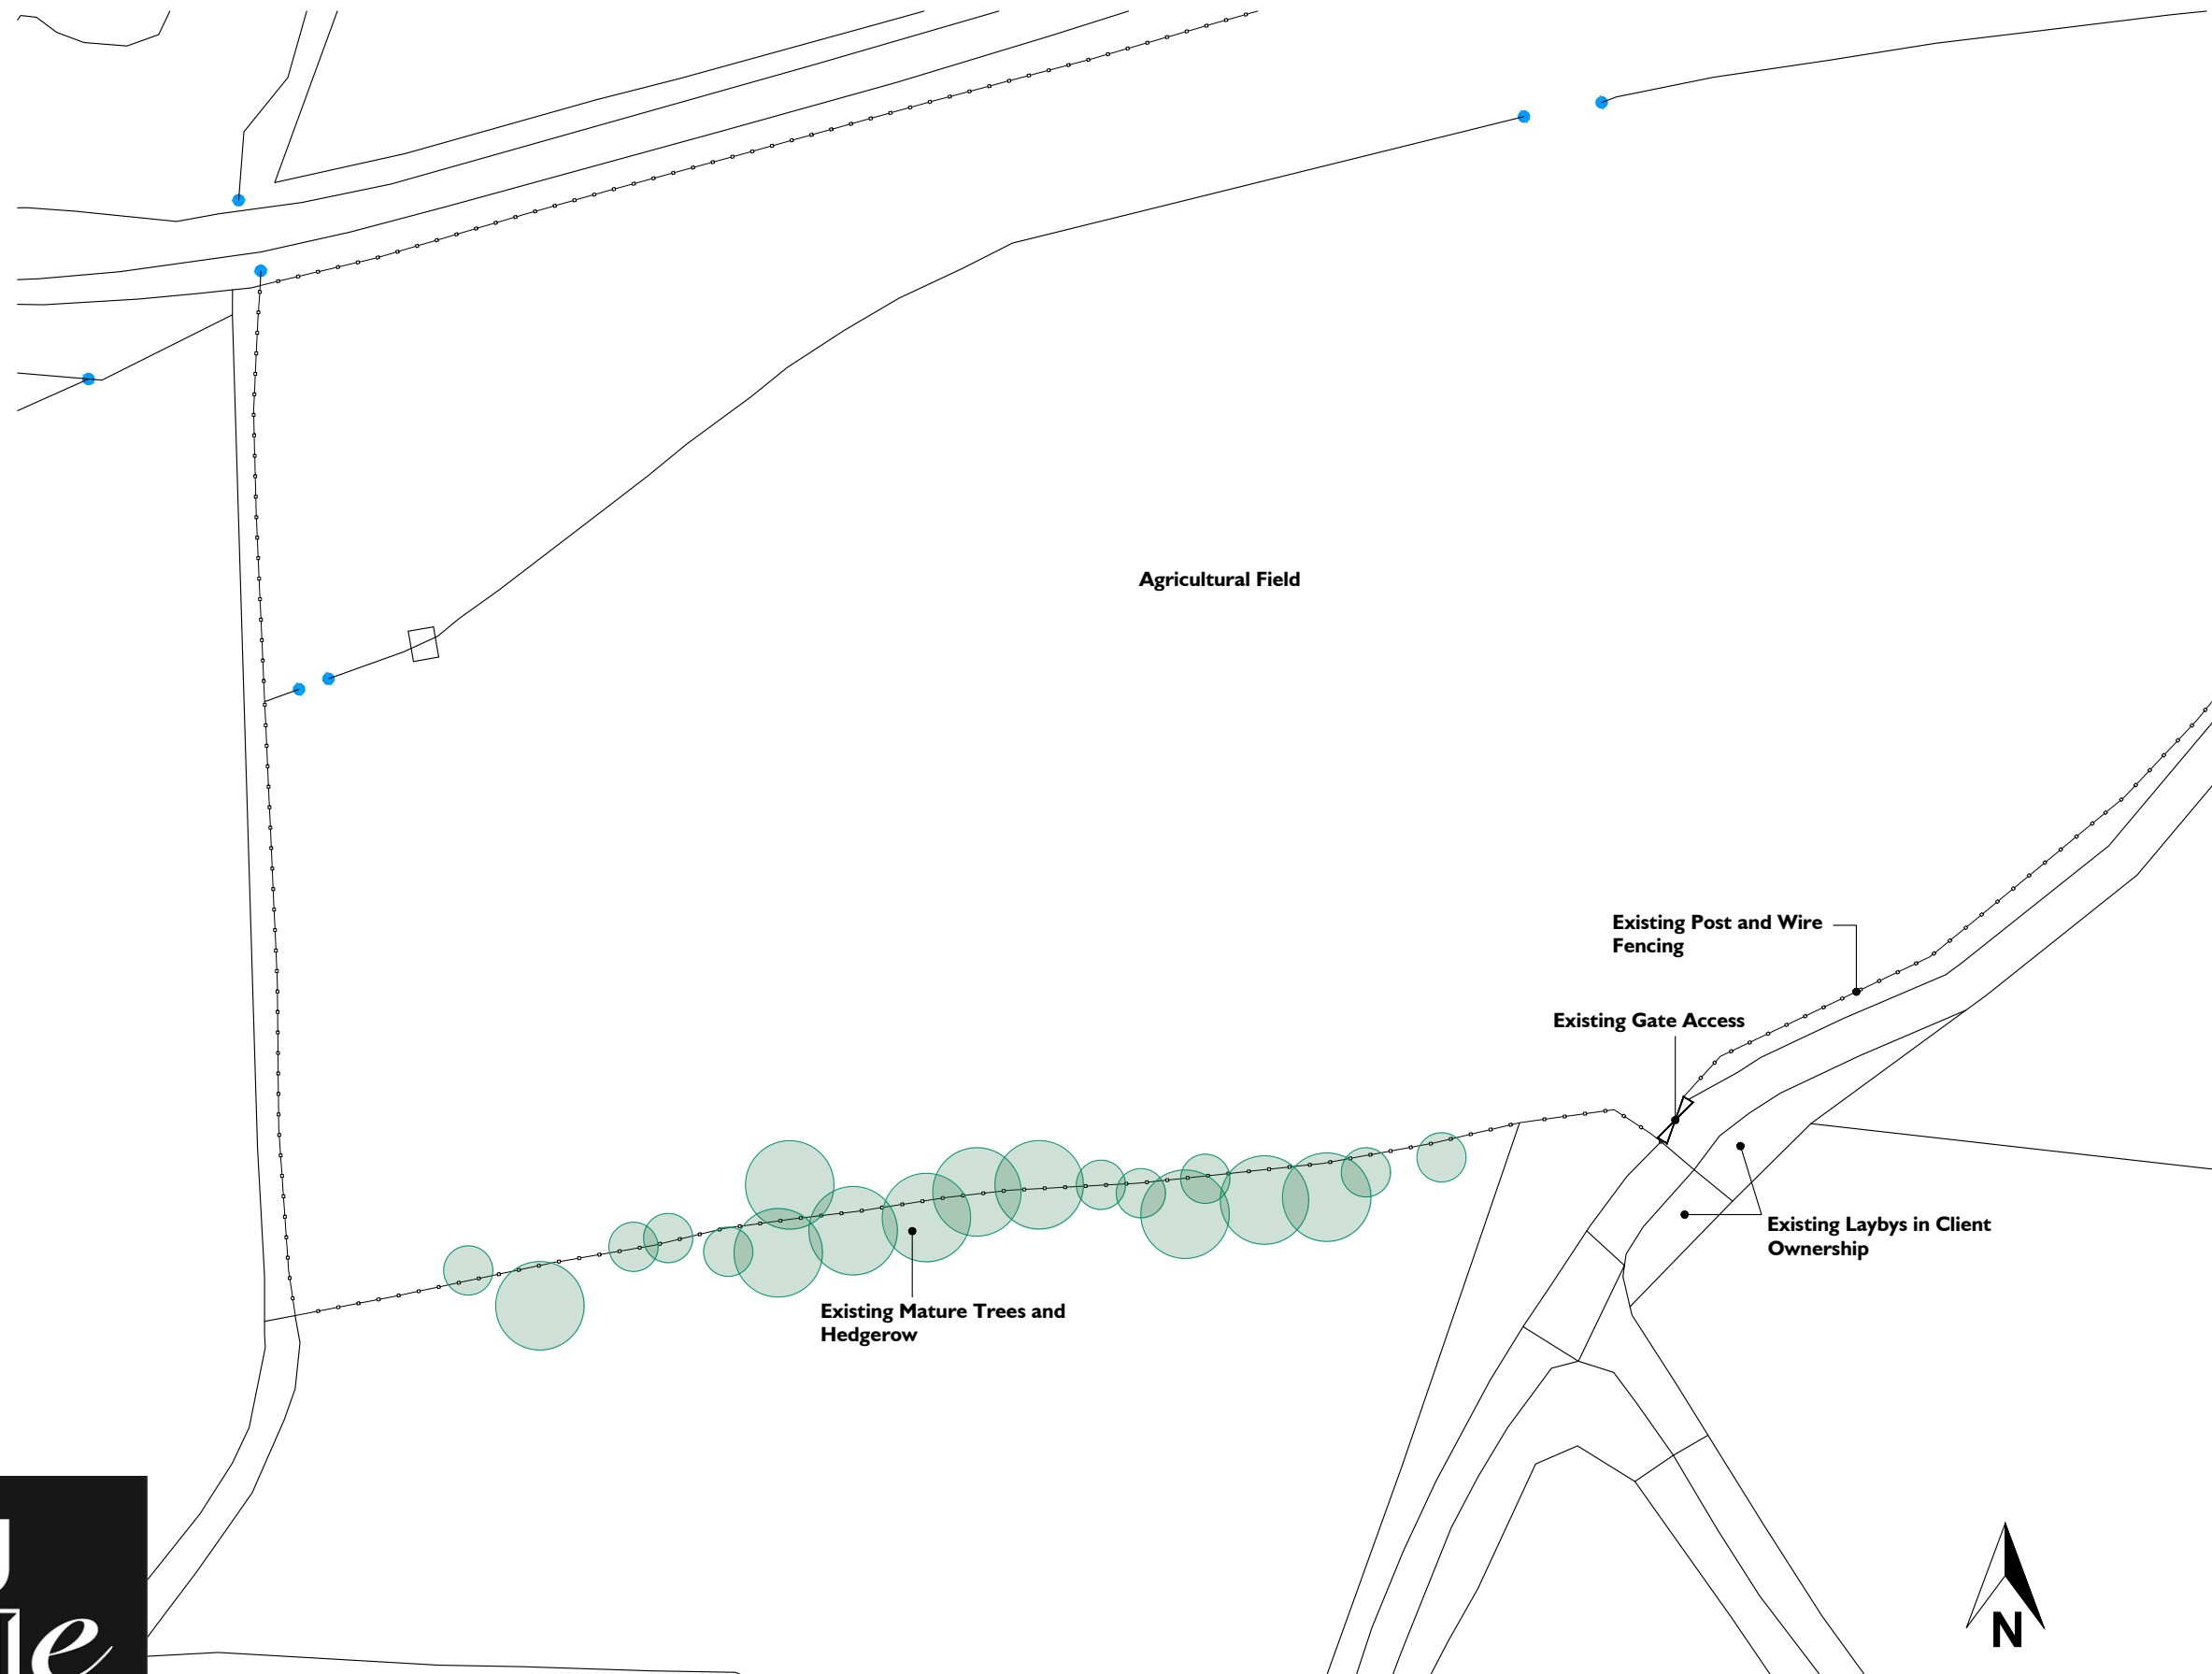 Agricultural Field
Existing Post and Wire
Fencing
Existing Gate Access
Existing Laybys in Client
Ownership
Existing Mature Trees and
Hedgerow
N